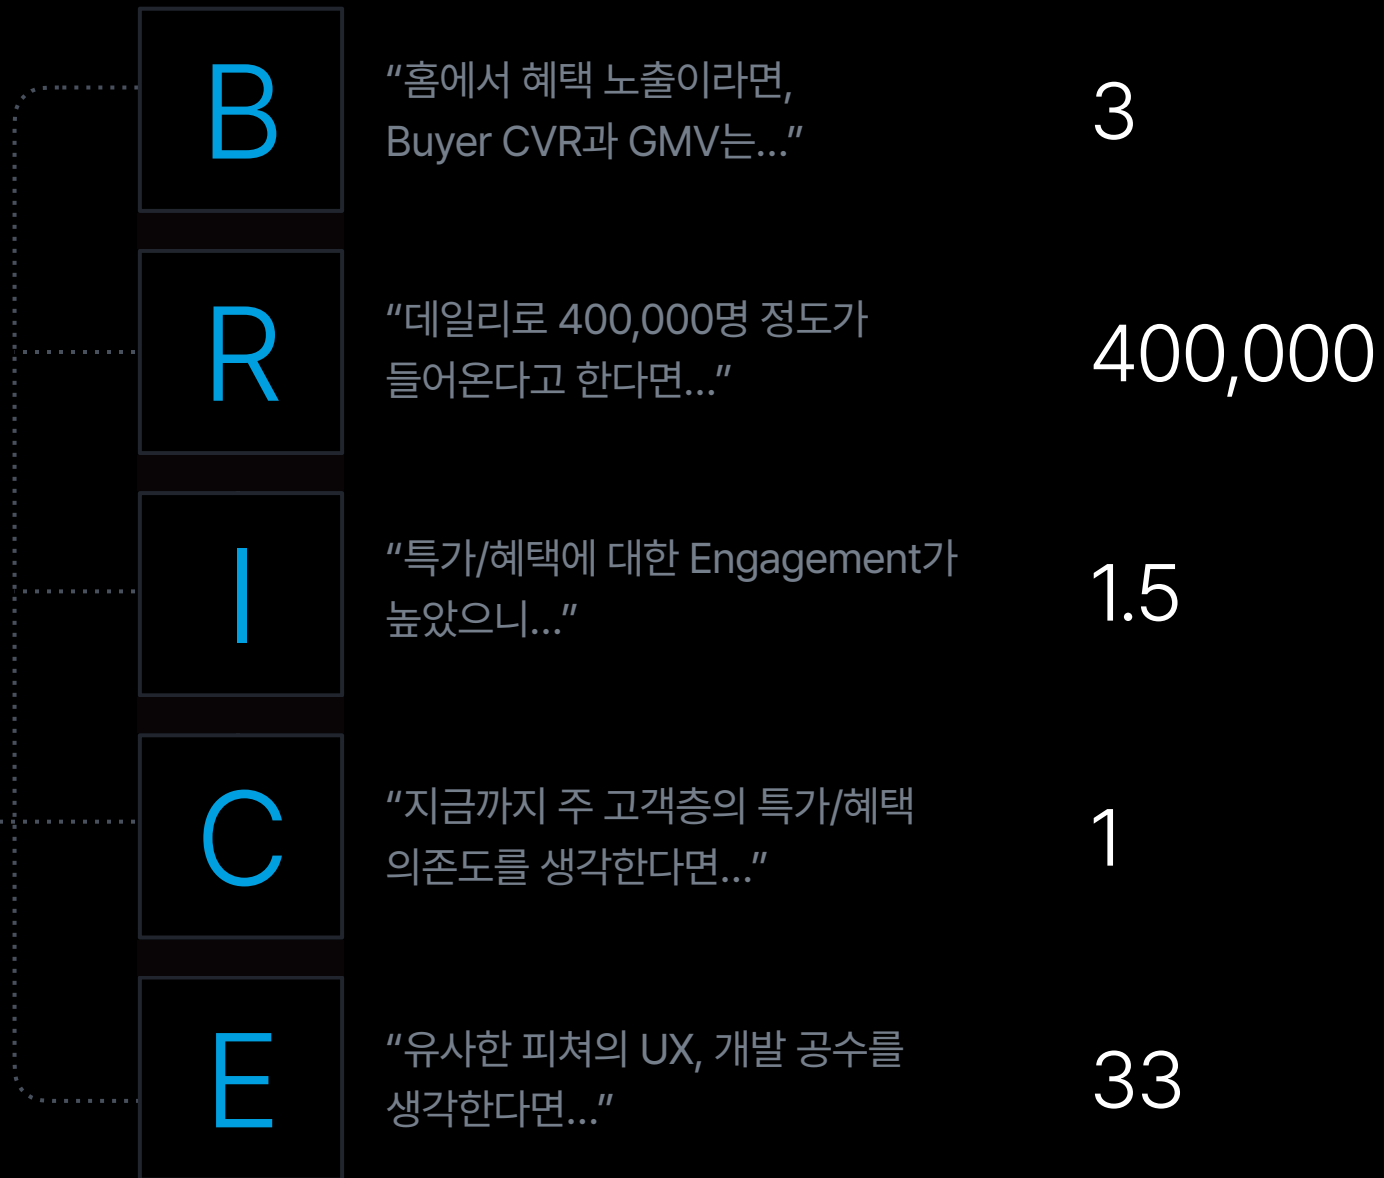 B
“홈에서 혜택 노출이라면,
Buyer CVR과 GMV는...”
3
R
“데일리로 400,000명 정도가
들어온다고 한다면...”
400,000
I
“특가/혜택에 대한 Engagement가
높았으니...”
1.5
C
“지금까지 주 고객층의 특가/혜택
의존도를 생각한다면...”
1
E
“유사한 피쳐의 UX, 개발 공수를
생각한다면...”
33